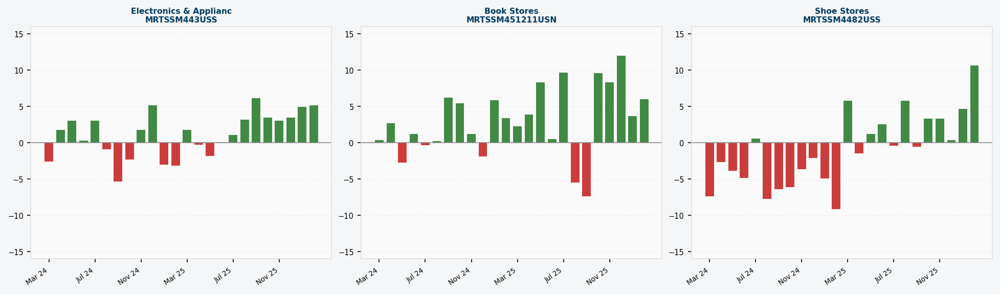 Electronics & Applianc
MRTSSM443USS
15
10
5
0
−5
−10
−15
Mar 24
Jul 24
Nov 24
Mar 25
Jul 25
Nov 25
Book Stores
MRTSSM451211USN
15
10
5
0
−5
−10
−15
Mar 24
Jul 24
Nov 24
Mar 25
Jul 25
Nov 25
Shoe Stores
MRTSSM4482USS
15
10
5
0
−5
−10
−15
Mar 24
Jul 24
Nov 24
Mar 25
Jul 25
Nov 25